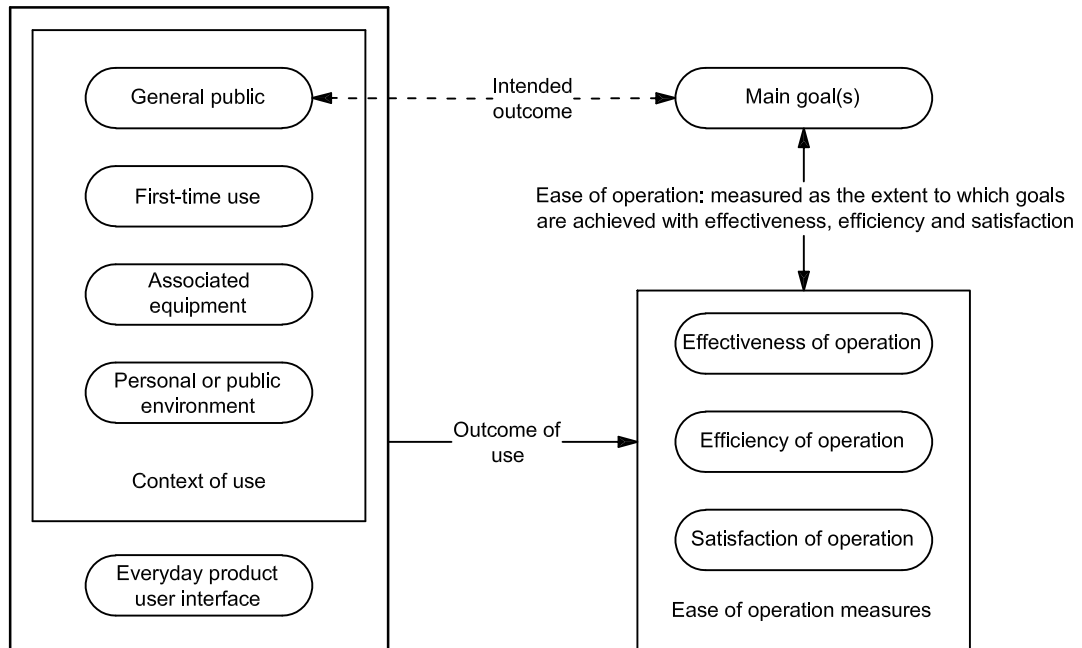 General public
First-time use
Associated
equipment
Personal or public
environment
Context of use
Everyday product
user interface
Intended
outcome
Outcome of
use
Main goal(s)
Ease of operation: measured as the extent to which goals
are achieved with effectiveness, efficiency and satisfaction
Effectiveness of operation
Efficiency of operation
Satisfaction of operation
Ease of operation measures